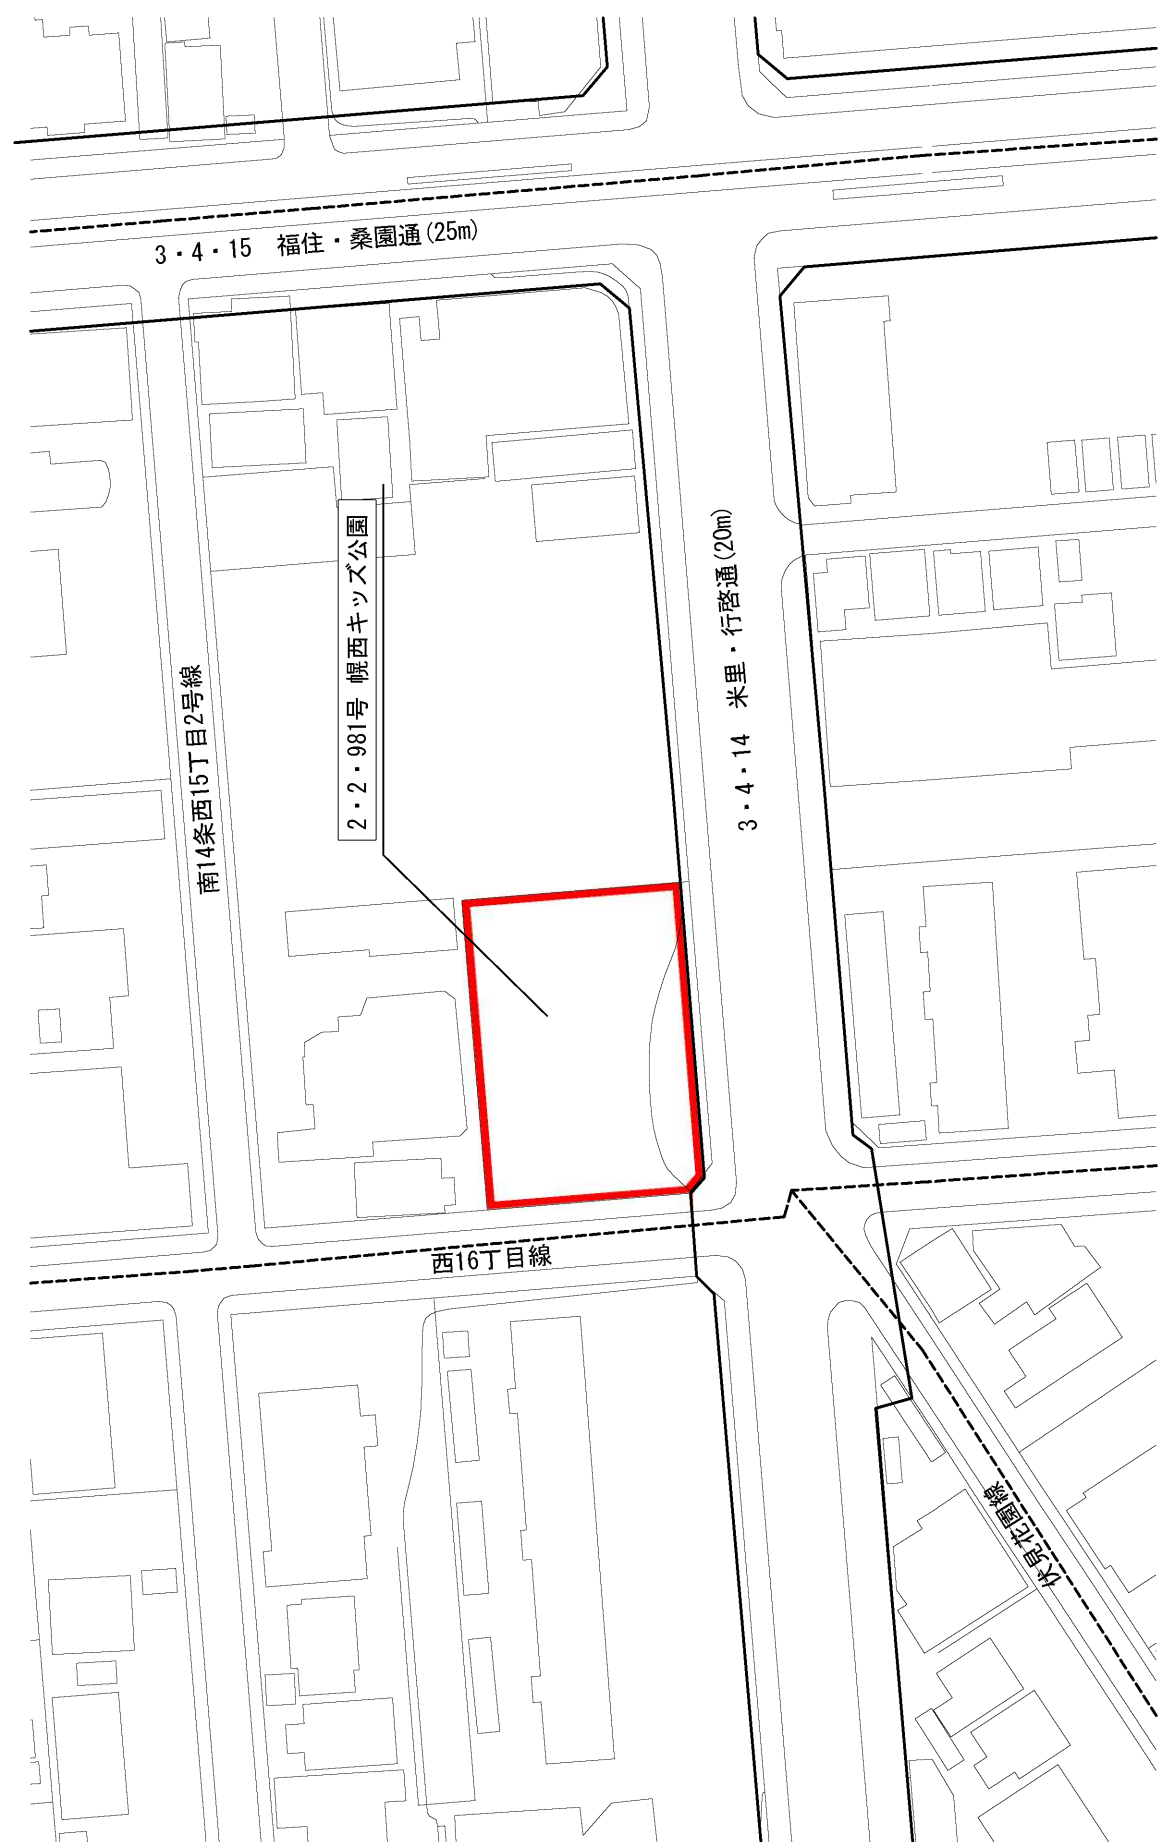 3・4・15 福住・桑園通(25m)
2・2・981号 幌西キッズ公園
3・4・14 米里・行啓通(20m)
南14条西15丁目2号線
西16丁目線
伏見花園線